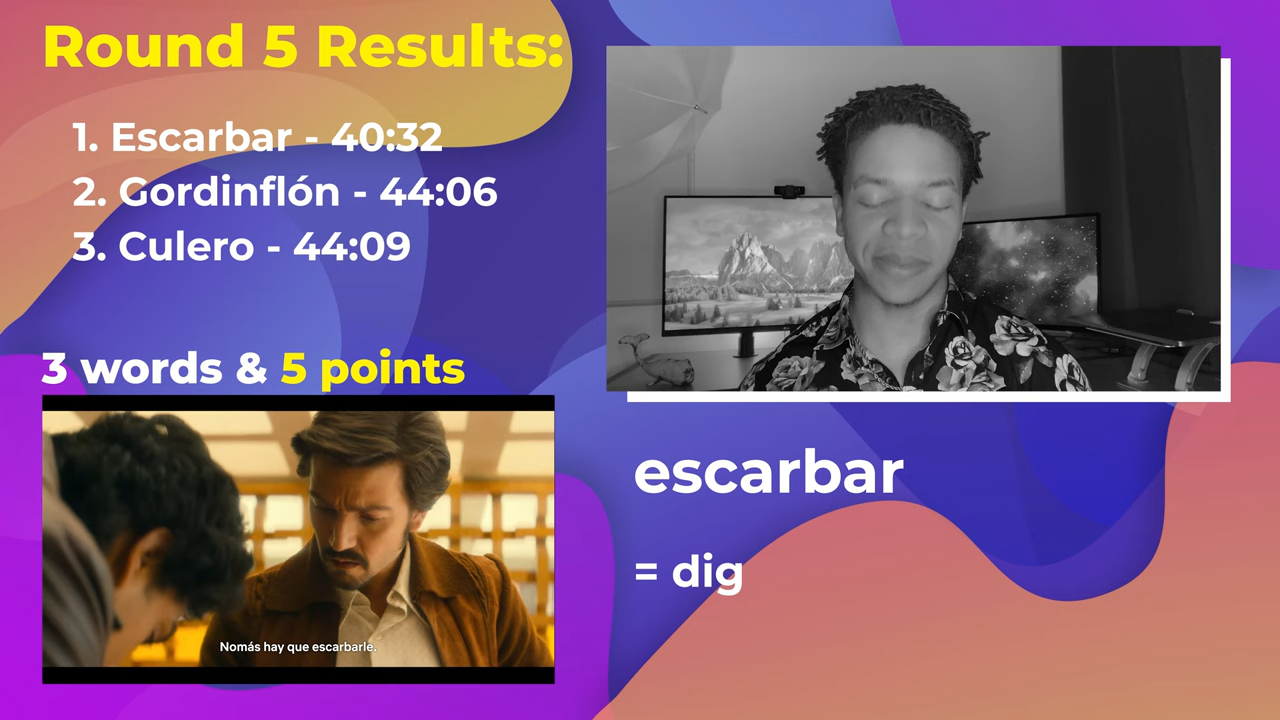 Round 5 Results:
1. Escarbar - 40:32
2. Gordinflón - 44:06
3. Culero - 44:09
3 words & 5 points
Nomás hay que escarbarle.
escarbar
= dig